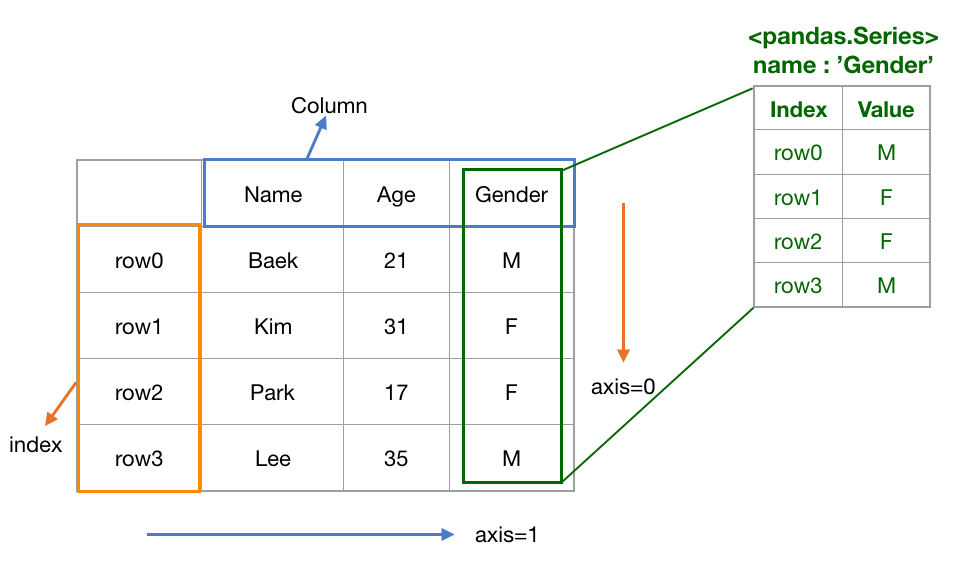 <pandas.Series>
name : ’Gender’
Index Value
row0 M
row1 F
row2 F
row3 M
Column
Name Age Gender
row0 Baek 21 M
row1 Kim 31 F
row2 Park 17 F
row3 Lee 35 M
index
axis=0
axis=1